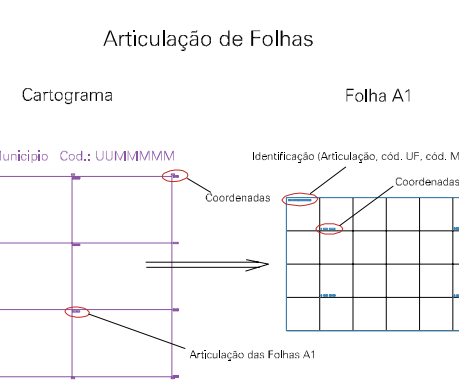 Articulação de Folhas
Cartograma
Folha A1
Município Cod.: UUMMMMM
Identificação (Articulação, cód. UF, cód. M
Coordenadas
Coordenadas
Articulação das Folhas A1